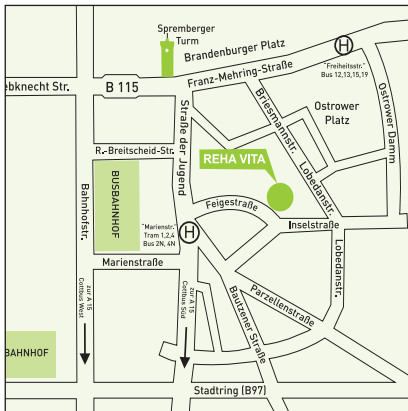 Spremberger
Turm
Brandenburger Platz
H
"Freiheitsstr."
Bus 12,13,15,19
Franz-Mehring-Straße
ebknecht Str.
B 115
Straße der Jugend
Briesmannstr.
Ostrower
Platz
Ostrower Damm
R.-Breitscheid-Str.
REHA VITA
BUSBAHNHOF
Bahnhofstr.
Lobedanstr.
Feigestraße
Inselstraße
"Marienstr."
Tram 1,2,4
Bus 2N, 4N
H
Marienstraße
Lobedanstr.
zur A 15
Cottbus West
zur A 15
Cottbus Süd
Bautzener Straße
Parzellenstraße
BAHNHOF
Stadtring (B97)